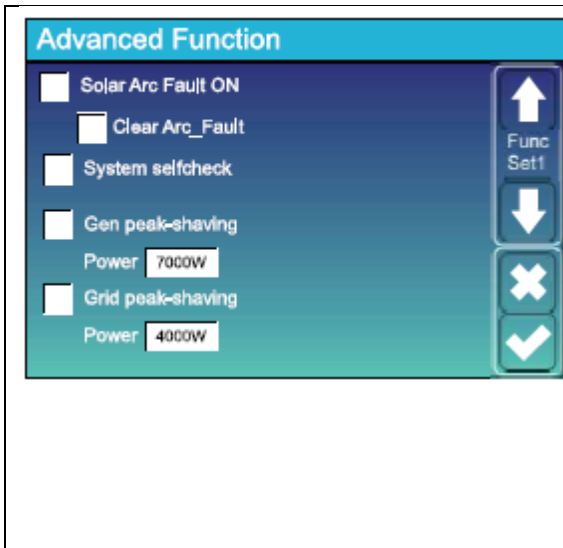 Advanced Function
Solar Arc Fault ON
Clear Arc_Fault
System selfcheck
Gen peak-shaving
Power 7000W
Grid peak-shaving
Power 4000W
Func
Set1